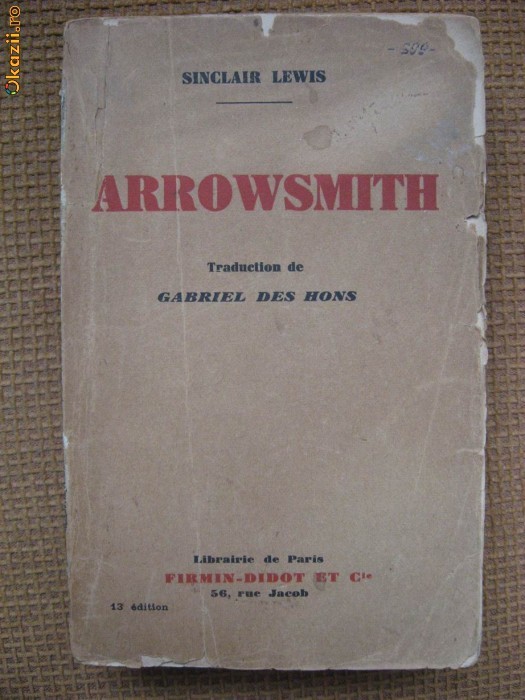 Okazii.ro
- 699-
SINCLAIR LEWIS
ARROWSMITH
Traduction de
GABRIEL DES HONS
Librairie de Paris
FIRMIN-DIDOT ET Cie
56, rue Jacob
13 édition